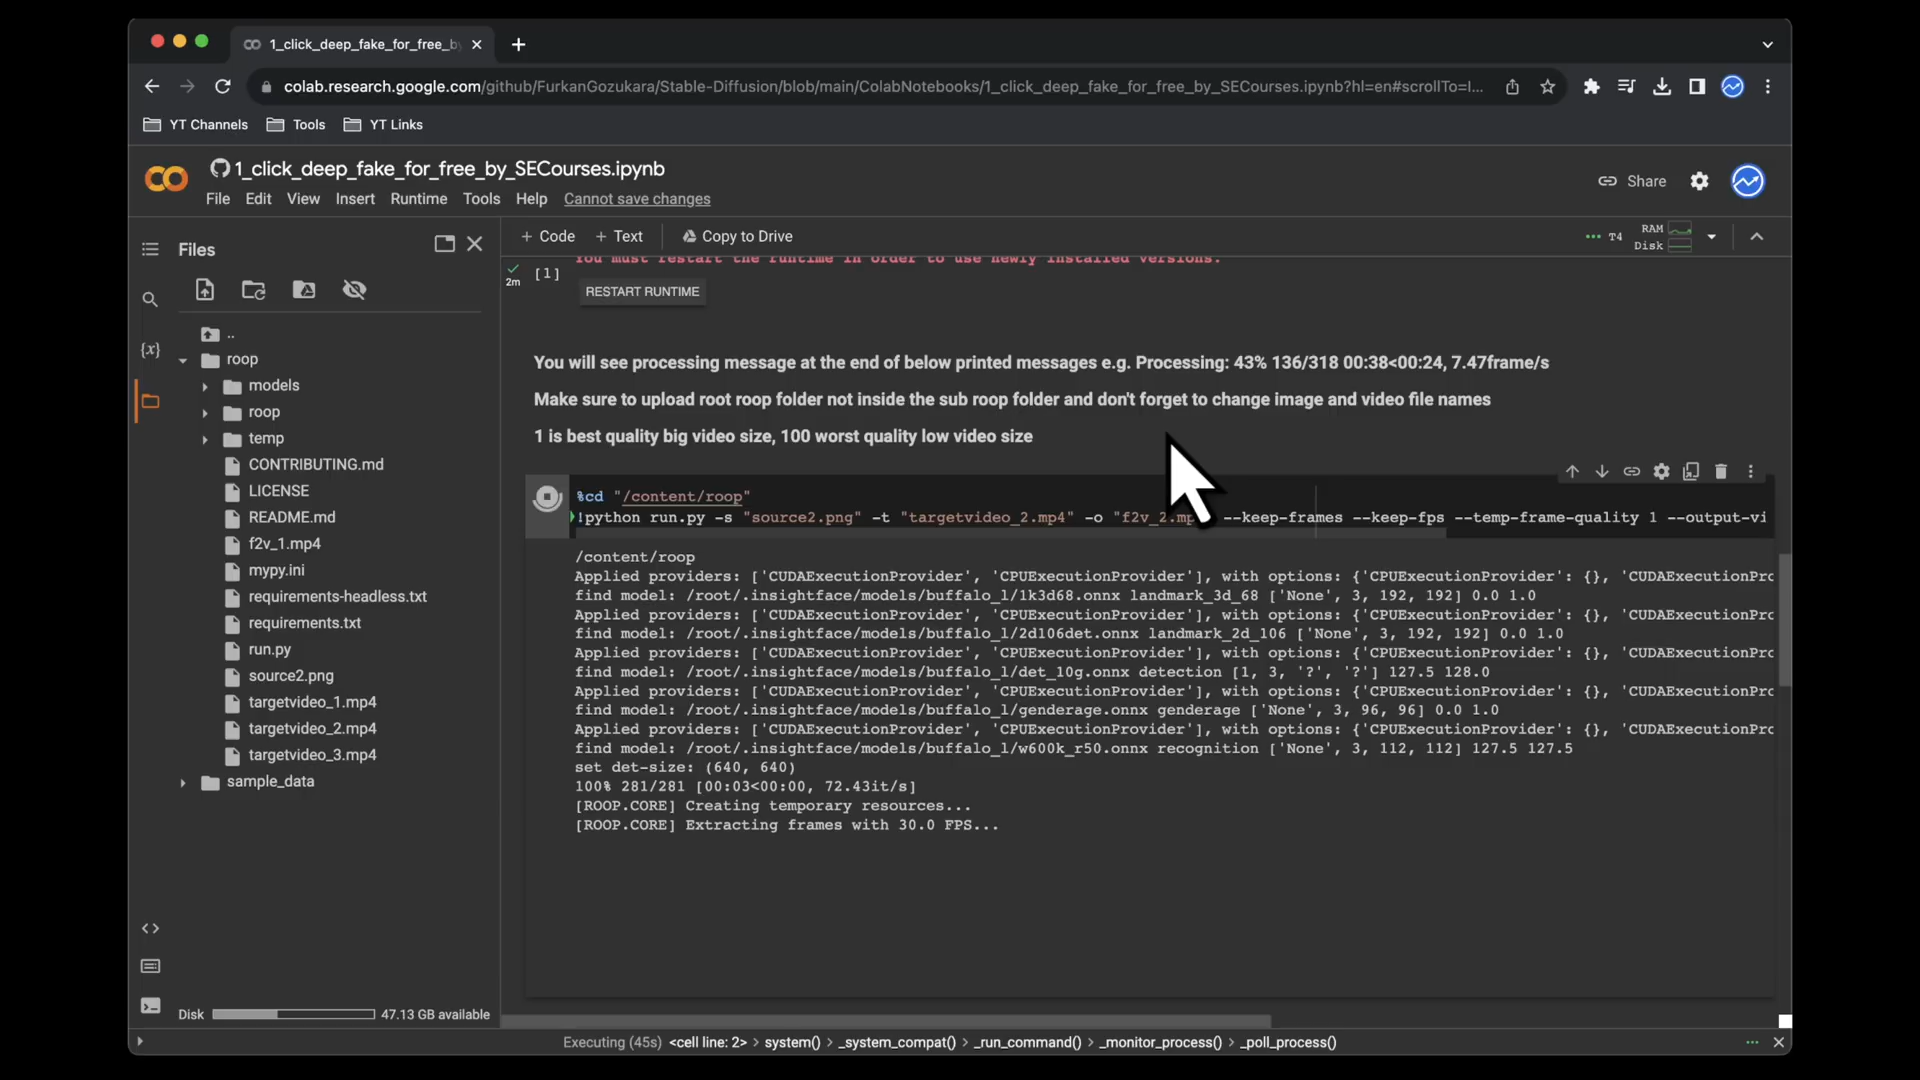 1_click_deep_fake_for_free_by
colab.research.google.com/github/FurkanGozukara/Stable-Diffusion/blob/main/ColabNotebooks/1_click_deep_fake_for_free_by_SECourses.ipynb?hl=en#scrollTo=I...
YT Channels Tools YT Links
1_click_deep_fake_for_free_by_SECourses.ipynb
Share
File Edit View Insert Runtime Tools Help Cannot save changes
Files
+ Code + Text Copy to Drive
T4 RAM
Disk
You must restart the runtime in order to use newly installed versions.
2m [1]
RESTART RUNTIME
..
roop
models
roop
temp
CONTRIBUTING.md
LICENSE
README.md
f2v_1.mp4
mypy.ini
requirements-headless.txt
requirements.txt
run.py
source2.png
targetvideo_1.mp4
targetvideo_2.mp4
targetvideo_3.mp4
sample_data
Disk 47.13 GB available
You will see processing message at the end of below printed messages e.g. Processing: 43% 136/318 00:38<00:24, 7.47frame/s
Make sure to upload root roop folder not inside the sub roop folder and don't forget to change image and video file names
1 is best quality big video size, 100 worst quality low video size
%cd "/content/roop"
!python run.py -s "source2.png" -t "targetvideo_2.mp4" -o "f2v_2.mp --keep-frames --keep-fps --temp-frame-quality 1 --output-vi
/content/roop
Applied providers: ['CUDAExecutionProvider', 'CPUExecutionProvider'], with options: {'CPUExecutionProvider': {}, 'CUDAExecutionPro
find model: /root/.insightface/models/buffalo_l/1k3d68.onnx landmark_3d_68 ['None', 3, 192, 192] 0.0 1.0
Applied providers: ['CUDAExecutionProvider', 'CPUExecutionProvider'], with options: {'CPUExecutionProvider': {}, 'CUDAExecutionPro
find model: /root/.insightface/models/buffalo_l/2d106det.onnx landmark_2d_106 ['None', 3, 192, 192] 0.0 1.0
Applied providers: ['CUDAExecutionProvider', 'CPUExecutionProvider'], with options: {'CPUExecutionProvider': {}, 'CUDAExecutionPro
find model: /root/.insightface/models/buffalo_l/det_10g.onnx detection [1, 3, '?', '?'] 127.5 128.0
Applied providers: ['CUDAExecutionProvider', 'CPUExecutionProvider'], with options: {'CPUExecutionProvider': {}, 'CUDAExecutionPro
find model: /root/.insightface/models/buffalo_l/genderage.onnx genderage ['None', 3, 96, 96] 0.0 1.0
Applied providers: ['CUDAExecutionProvider', 'CPUExecutionProvider'], with options: {'CPUExecutionProvider': {}, 'CUDAExecutionPro
find model: /root/.insightface/models/buffalo_l/w600k_r50.onnx recognition ['None', 3, 112, 112] 127.5 127.5
set det-size: (640, 640)
100% 281/281 [00:03<00:00, 72.43it/s]
[ROOP.CORE] Creating temporary resources...
[ROOP.CORE] Extracting frames with 30.0 FPS...
Executing (45s) <cell line: 2> > system() > _system_compat() > _run_command() > _monitor_process() > _poll_process()